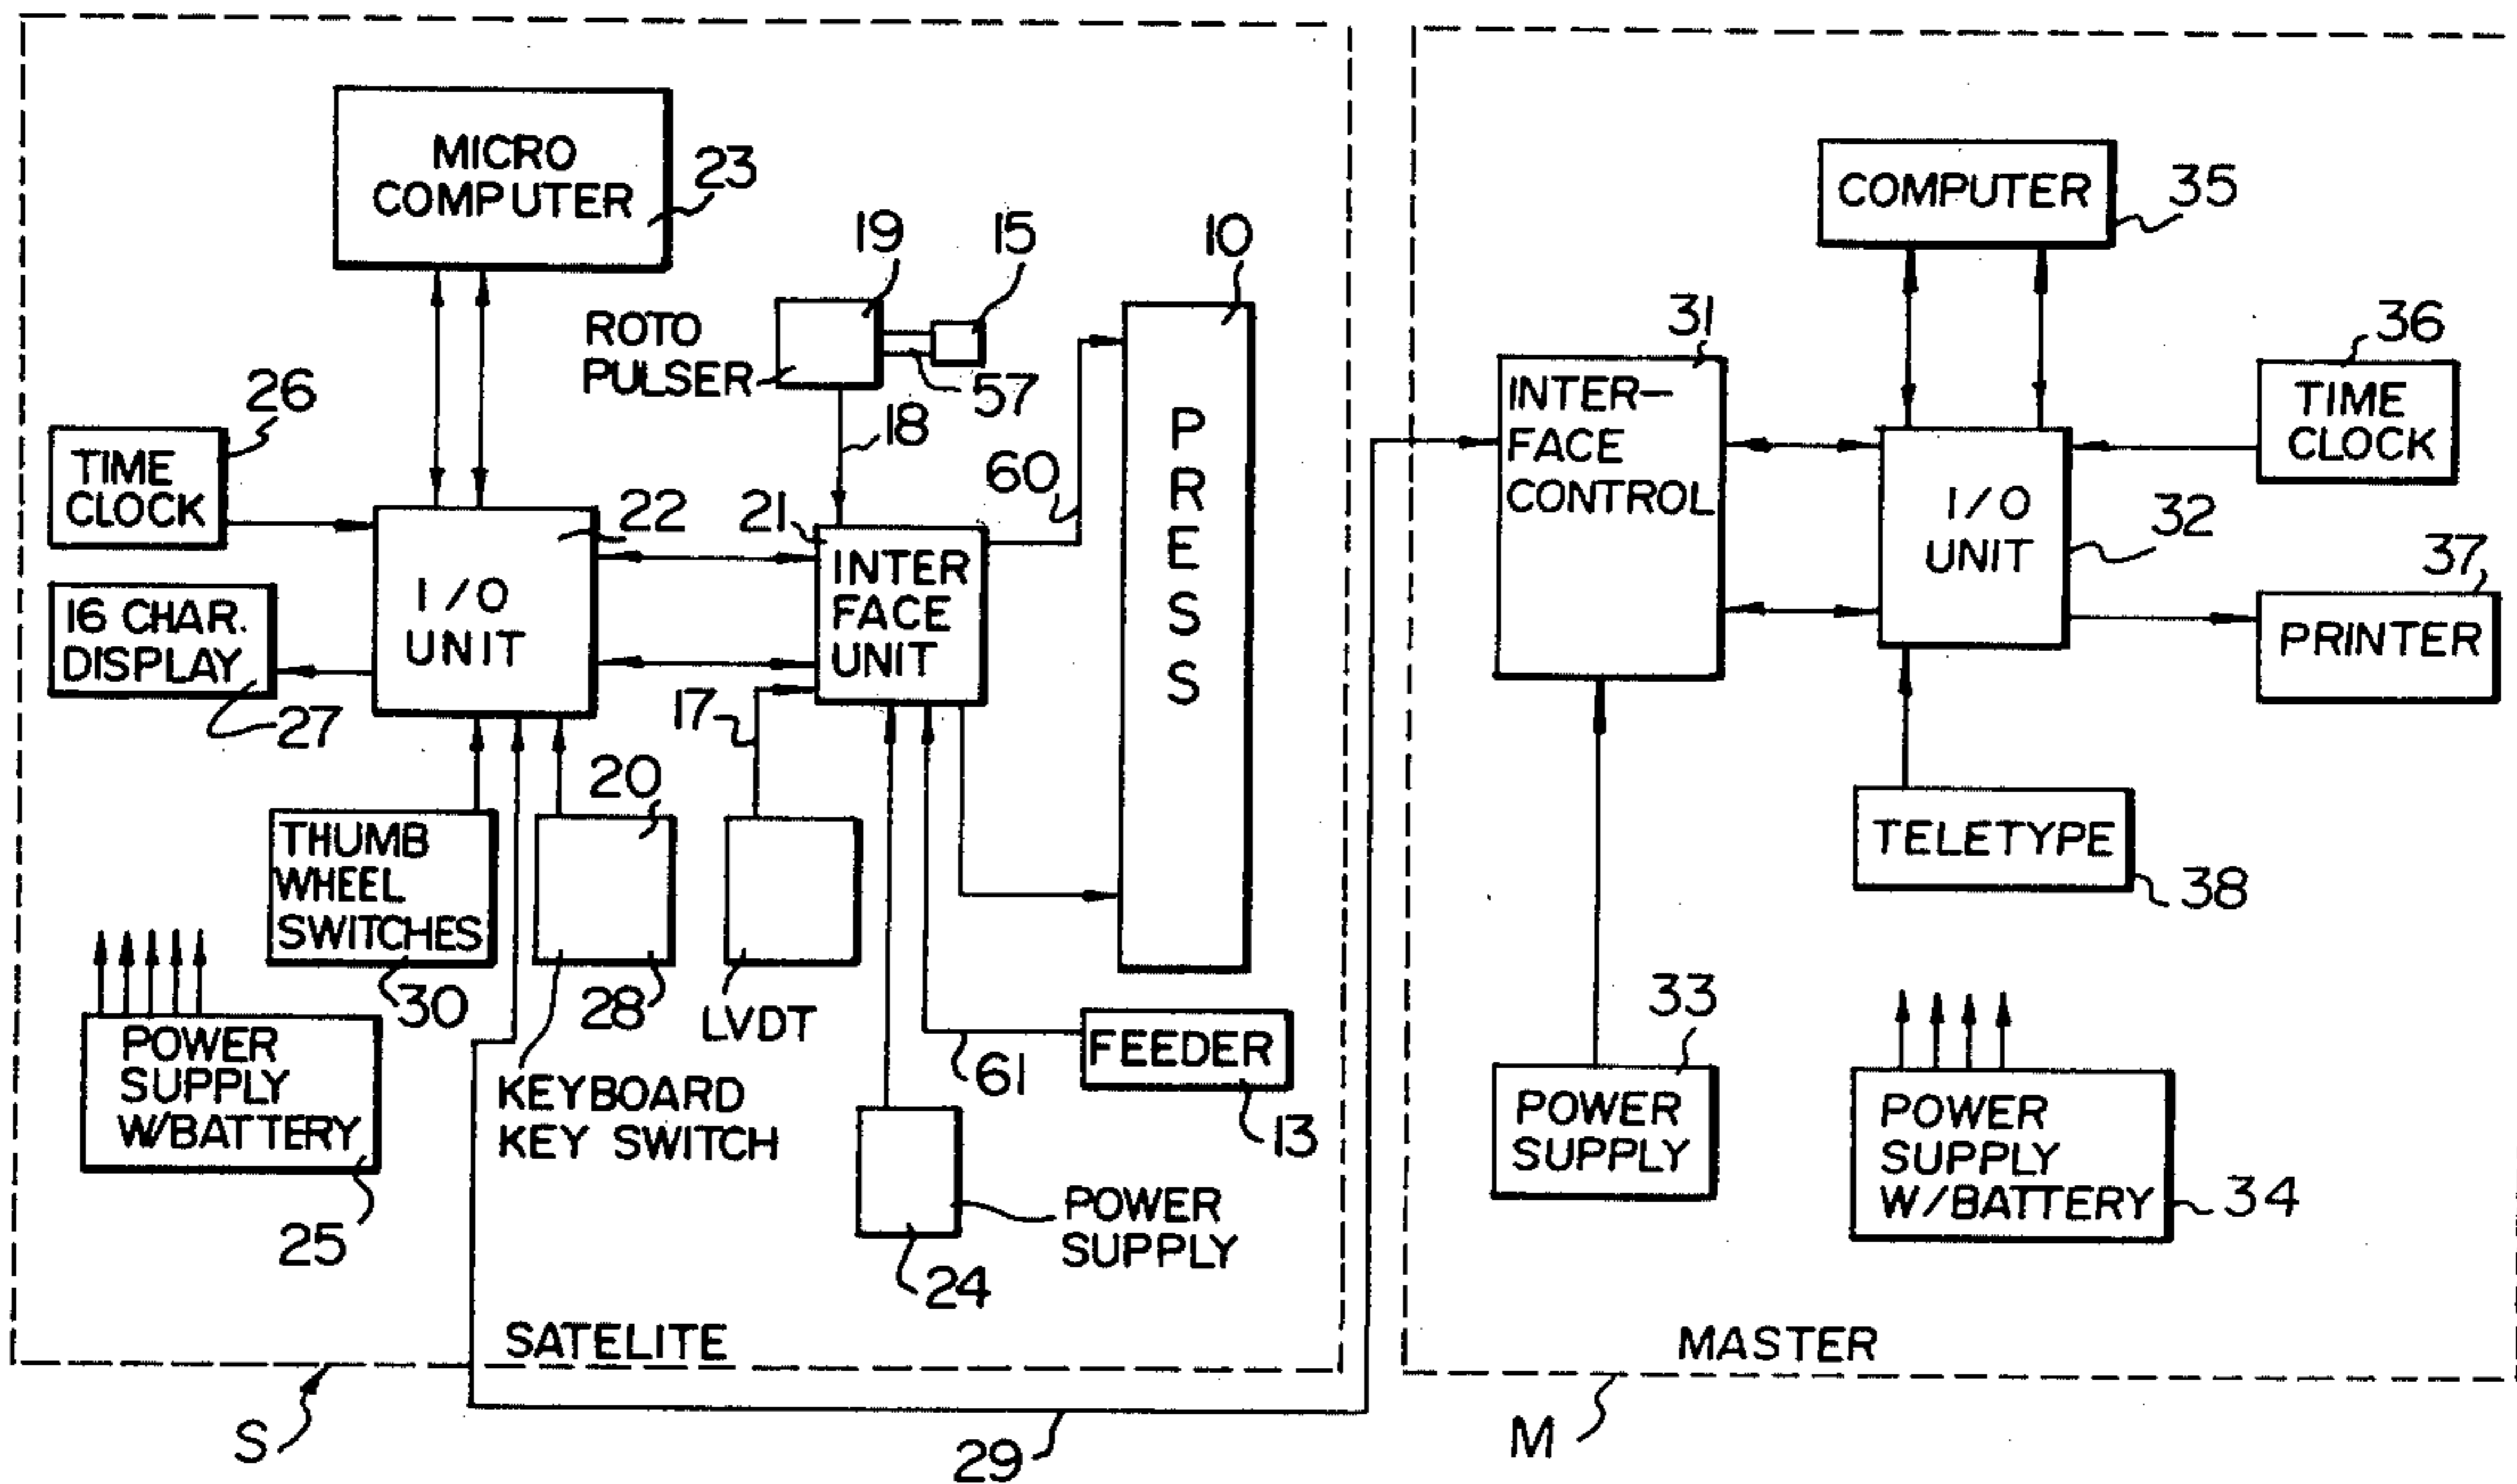 MICRO
COMPUTER
23
19
15
10
ROTO
PULSER
57
18
60
26
TIME
CLOCK
22
21
I/O
UNIT
INTER
FACE
UNIT
PRESS
16 CHAR.
DISPLAY
27
17
20
THUMB
WHEEL
SWITCHES
30
28
LVDT
POWER
SUPPLY
W/BATTERY
25
KEYBOARD
KEY SWITCH
61
FEEDER
13
POWER
SUPPLY
24
SATELITE
S
29
COMPUTER
35
31
INTER-
FACE
CONTROL
36
TIME
CLOCK
I/O
UNIT
32
37
PRINTER
TELETYPE
38
33
POWER
SUPPLY
POWER
SUPPLY
W/BATTERY
34
MASTER
M